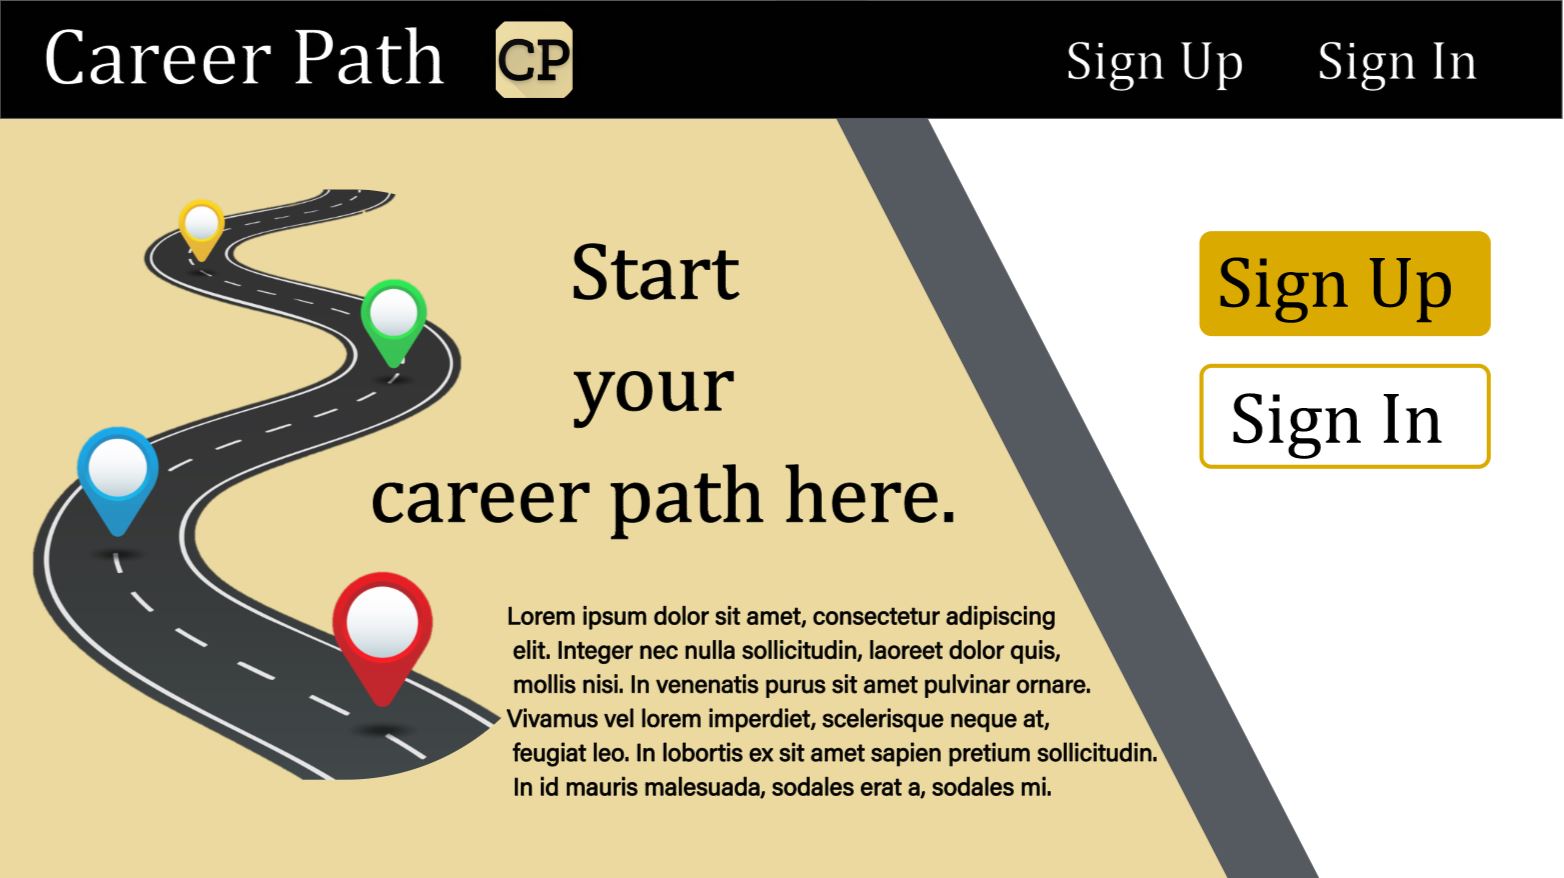 Career Path
CP
Sign Up
Sign In
Start
your
career path here.
Lorem ipsum dolor sit amet, consectetur adipiscing
elit. Integer nec nulla sollicitudin, laoreet dolor quis,
mollis nisi. In venenatis purus sit amet pulvinar ornare.
Vivamus vel lorem imperdiet, scelerisque neque at,
feugiat leo. In lobortis ex sit amet sapien pretium sollicitudin.
In id mauris malesuada, sodales erat a, sodales mi.
Sign Up
Sign In